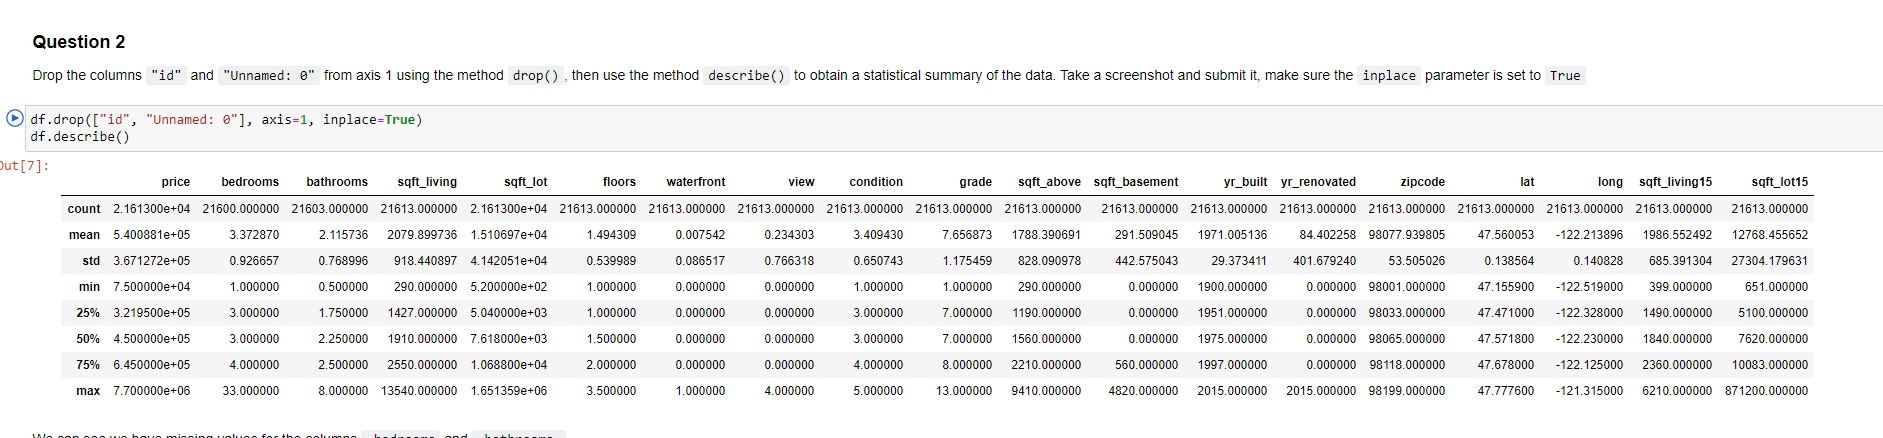 Question 2
Drop the columns "id" and "Unnamed: 0" from axis 1 using the method drop() , then use the method describe() to obtain a statistical summary of the data. Take a screenshot and submit it, make sure the inplace parameter is set to True
df.drop(["id", "Unnamed: 0"], axis=1, inplace=True)
df.describe()
Out[7]:
price bedrooms bathrooms sqft_living sqft_lot floors waterfront view condition grade sqft_above sqft_basement yr_built yr_renovated zipcode lat long sqft_living15 sqft_lot15
count 2.161300e+04 21600.000000 21603.000000 21613.000000 2.161300e+04 21613.000000 21613.000000 21613.000000 21613.000000 21613.000000 21613.000000 21613.000000 21613.000000 21613.000000 21613.000000 21613.000000 21613.000000 21613.000000 21613.000000
mean 5.400881e+05 3.372870 2.115736 2079.899736 1.510697e+04 1.494309 0.007542 0.234303 3.409430 7.656873 1788.390691 291.509045 1971.005136 84.402258 98077.939805 47.560053 -122.213896 1986.552492 12768.455652
std 3.671272e+05 0.926657 0.768996 918.440897 4.142051e+04 0.539989 0.086517 0.766318 0.650743 1.175459 828.090978 442.575043 29.373411 401.679240 53.505026 0.138564 0.140828 685.391304 27304.179631
min 7.500000e+04 1.000000 0.500000 290.000000 5.200000e+02 1.000000 0.000000 0.000000 1.000000 1.000000 290.000000 0.000000 1900.000000 0.000000 98001.000000 47.155900 -122.519000 399.000000 651.000000
25% 3.219500e+05 3.000000 1.750000 1427.000000 5.040000e+03 1.000000 0.000000 0.000000 3.000000 7.000000 1190.000000 0.000000 1951.000000 0.000000 98033.000000 47.471000 -122.328000 1490.000000 5100.000000
50% 4.500000e+05 3.000000 2.250000 1910.000000 7.618000e+03 1.500000 0.000000 0.000000 3.000000 7.000000 1560.000000 0.000000 1975.000000 0.000000 98065.000000 47.571800 -122.230000 1840.000000 7620.000000
75% 6.450000e+05 4.000000 2.500000 2550.000000 1.068800e+04 2.000000 0.000000 0.000000 4.000000 8.000000 2210.000000 560.000000 1997.000000 0.000000 98118.000000 47.678000 -122.125000 2360.000000 10083.000000
max 7.700000e+06 33.000000 8.000000 13540.000000 1.651359e+06 3.500000 1.000000 4.000000 5.000000 13.000000 9410.000000 4820.000000 2015.000000 2015.000000 98199.000000 47.777600 -121.315000 6210.000000 871200.000000
We can see we have missing values for the columns bedrooms and bathrooms